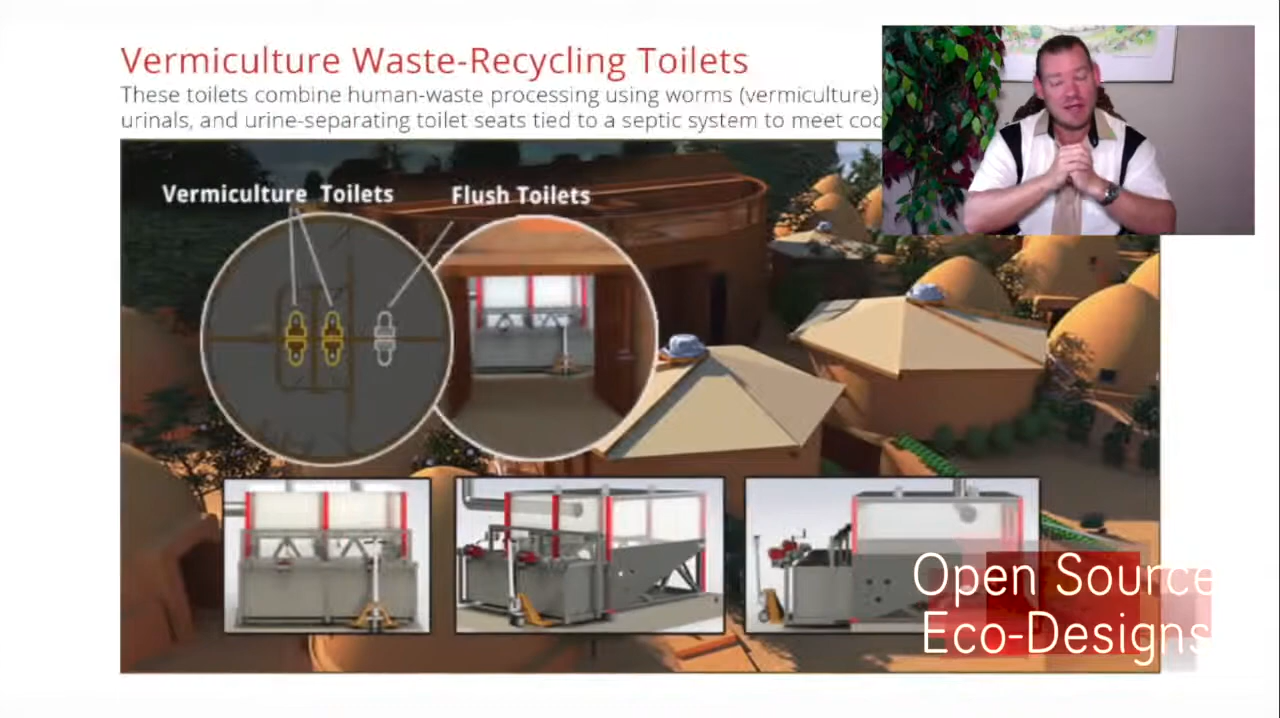 Vermiculture Waste-Recycling Toilets
These toilets combine human-waste processing using worms (vermiculture)
urinals, and urine-separating toilet seats tied to a septic system to meet
Vermiculture Toilets
Flush Toilets
Open Source
Eco-Designs